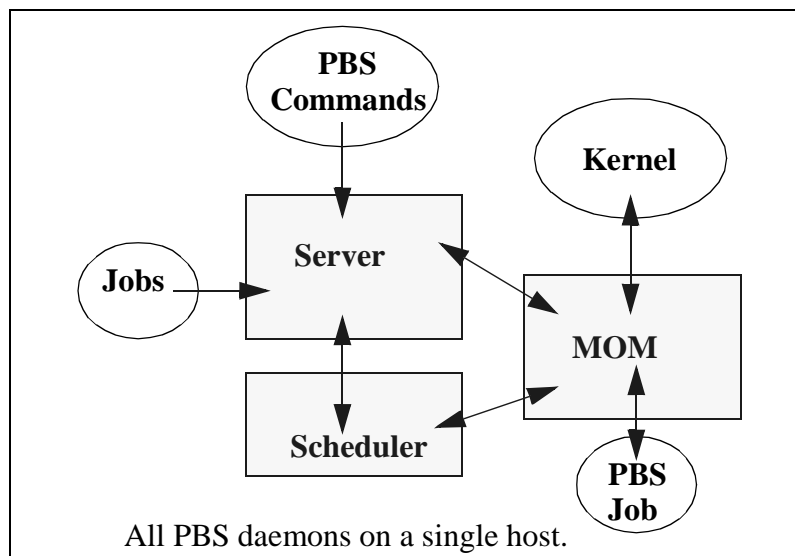 PBS
Commands
Kernel
Server
Jobs
MOM
Scheduler
PBS
Job
All PBS daemons on a single host.